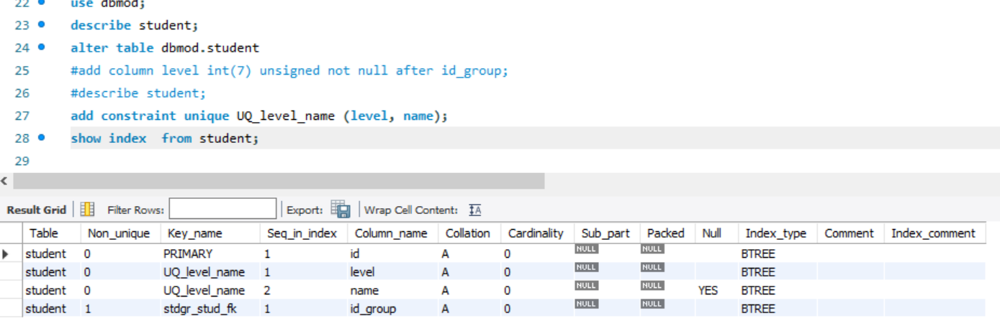 22 use dbmod;
23 describe student;
24 alter table dbmod.student
25 #add column level int(7) unsigned not null after id_group;
26 #describe student;
27 add constraint unique UQ_level_name (level, name);
28 show index  from student;
29
Result Grid Filter Rows: Export: Wrap Cell Content: IA
Table Non_unique Key_name Seq_in_index Column_name Collation Cardinality Sub_part Packed Null Index_type Comment Index_comment
student 0 PRIMARY 1 id A 0 NULL NULL BTREE
student 0 UQ_level_name 1 level A 0 NULL NULL BTREE
student 0 UQ_level_name 2 name A 0 NULL NULL YES BTREE
student 1 stdgr_stud_fk 1 id_group A 0 NULL NULL BTREE